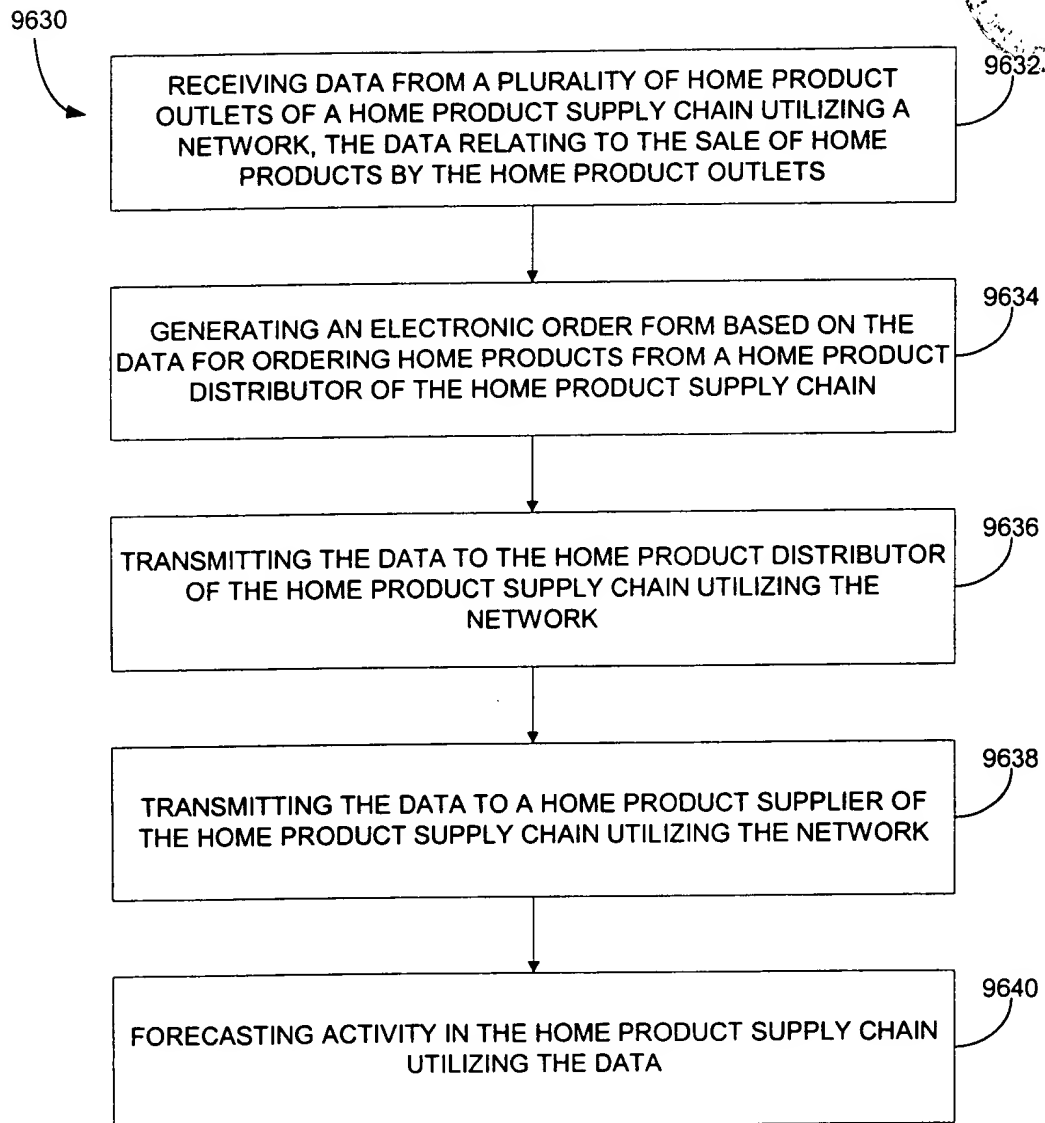 9630
9632
RECEIVING DATA FROM A PLURALITY OF HOME PRODUCT
OUTLETS OF A HOME PRODUCT SUPPLY CHAIN UTILIZING A
NETWORK, THE DATA RELATING TO THE SALE OF HOME
PRODUCTS BY THE HOME PRODUCT OUTLETS
9634
GENERATING AN ELECTRONIC ORDER FORM BASED ON THE
DATA FOR ORDERING HOME PRODUCTS FROM A HOME PRODUCT
DISTRIBUTOR OF THE HOME PRODUCT SUPPLY CHAIN
9636
TRANSMITTING THE DATA TO THE HOME PRODUCT DISTRIBUTOR
OF THE HOME PRODUCT SUPPLY CHAIN UTILIZING THE
NETWORK
9638
TRANSMITTING THE DATA TO A HOME PRODUCT SUPPLIER OF
THE HOME PRODUCT SUPPLY CHAIN UTILIZING THE NETWORK
9640
FORECASTING ACTIVITY IN THE HOME PRODUCT SUPPLY CHAIN
UTILIZING THE DATA